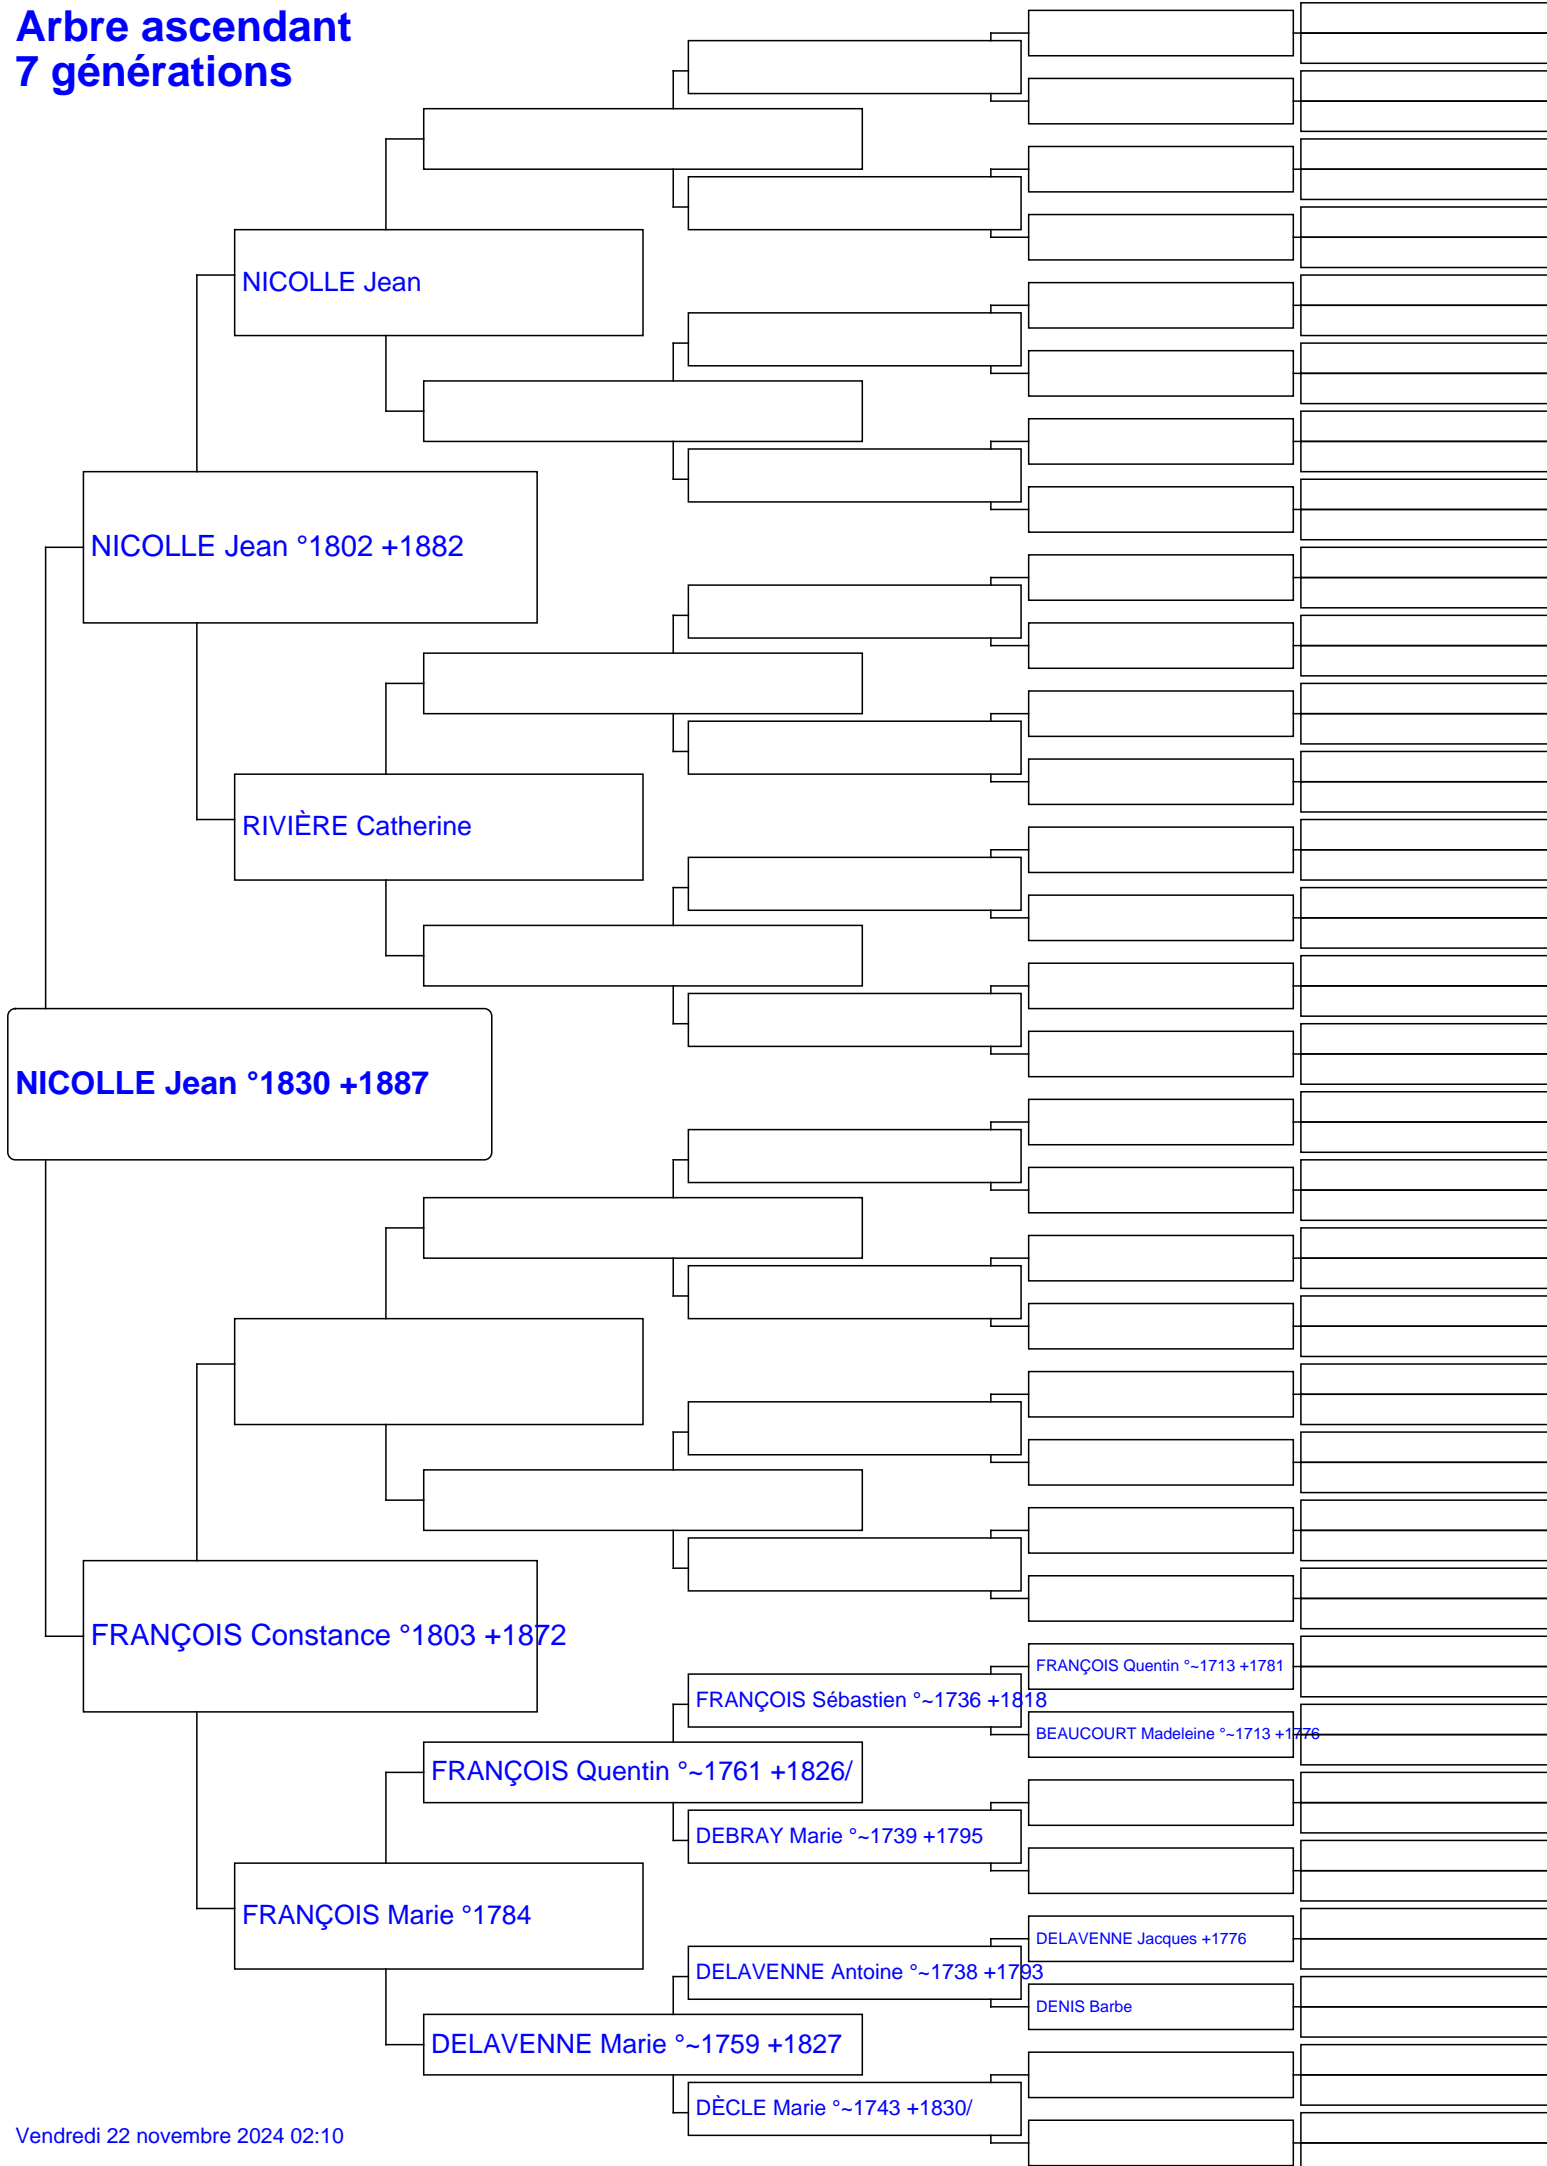 Arbre ascendant
7 générations
NICOLLE Jean
NICOLLE Jean °1802 +1882
RIVIÈRE Catherine
NICOLLE Jean °1830 +1887
FRANÇOIS Constance °1803 +1872
FRANÇOIS Quentin °~1713 +1781
FRANÇOIS Sébastien °~1736 +1818
BEAUCOURT Madeleine °~1713 +1776
FRANÇOIS Quentin °~1761 +1826/
DEBRAY Marie °~1739 +1795
FRANÇOIS Marie °1784
DELAVENNE Jacques +1776
DELAVENNE Antoine °~1738 +1793
DENIS Barbe
DELAVENNE Marie °~1759 +1827
DÈCLE Marie °~1743 +1830/
Vendredi 22 novembre 2024 02:10